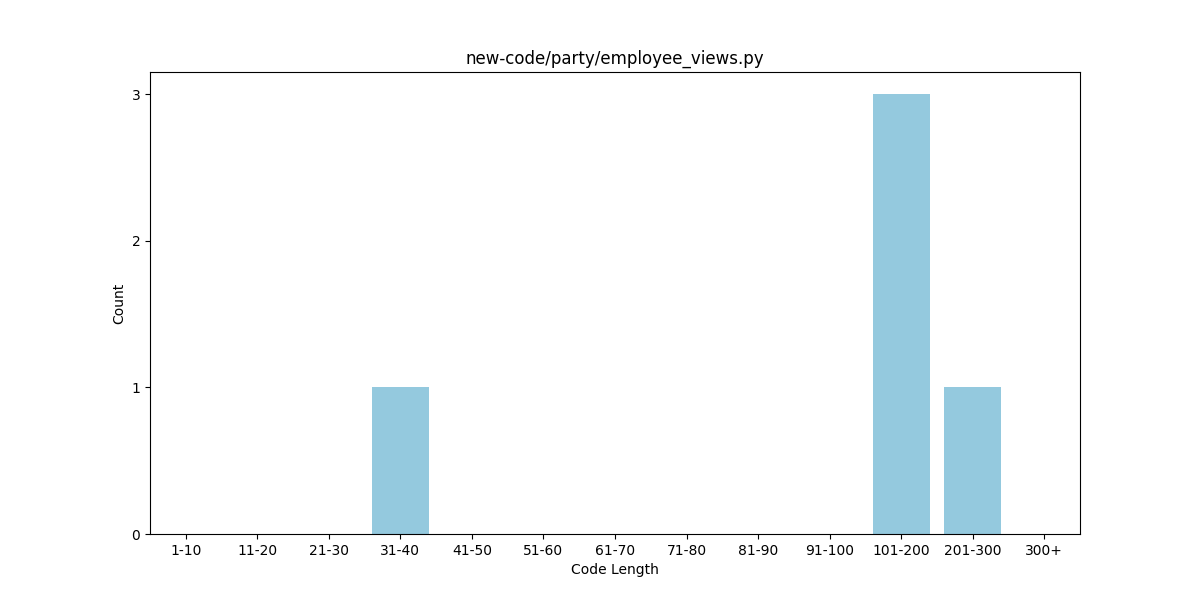 new-code/party/employee_views.py
3
2
1
0
Count
1-10 11-20 21-30 31-40 41-50 51-60 61-70 71-80 81-90 91-100 101-200 201-300 300+
Code Length